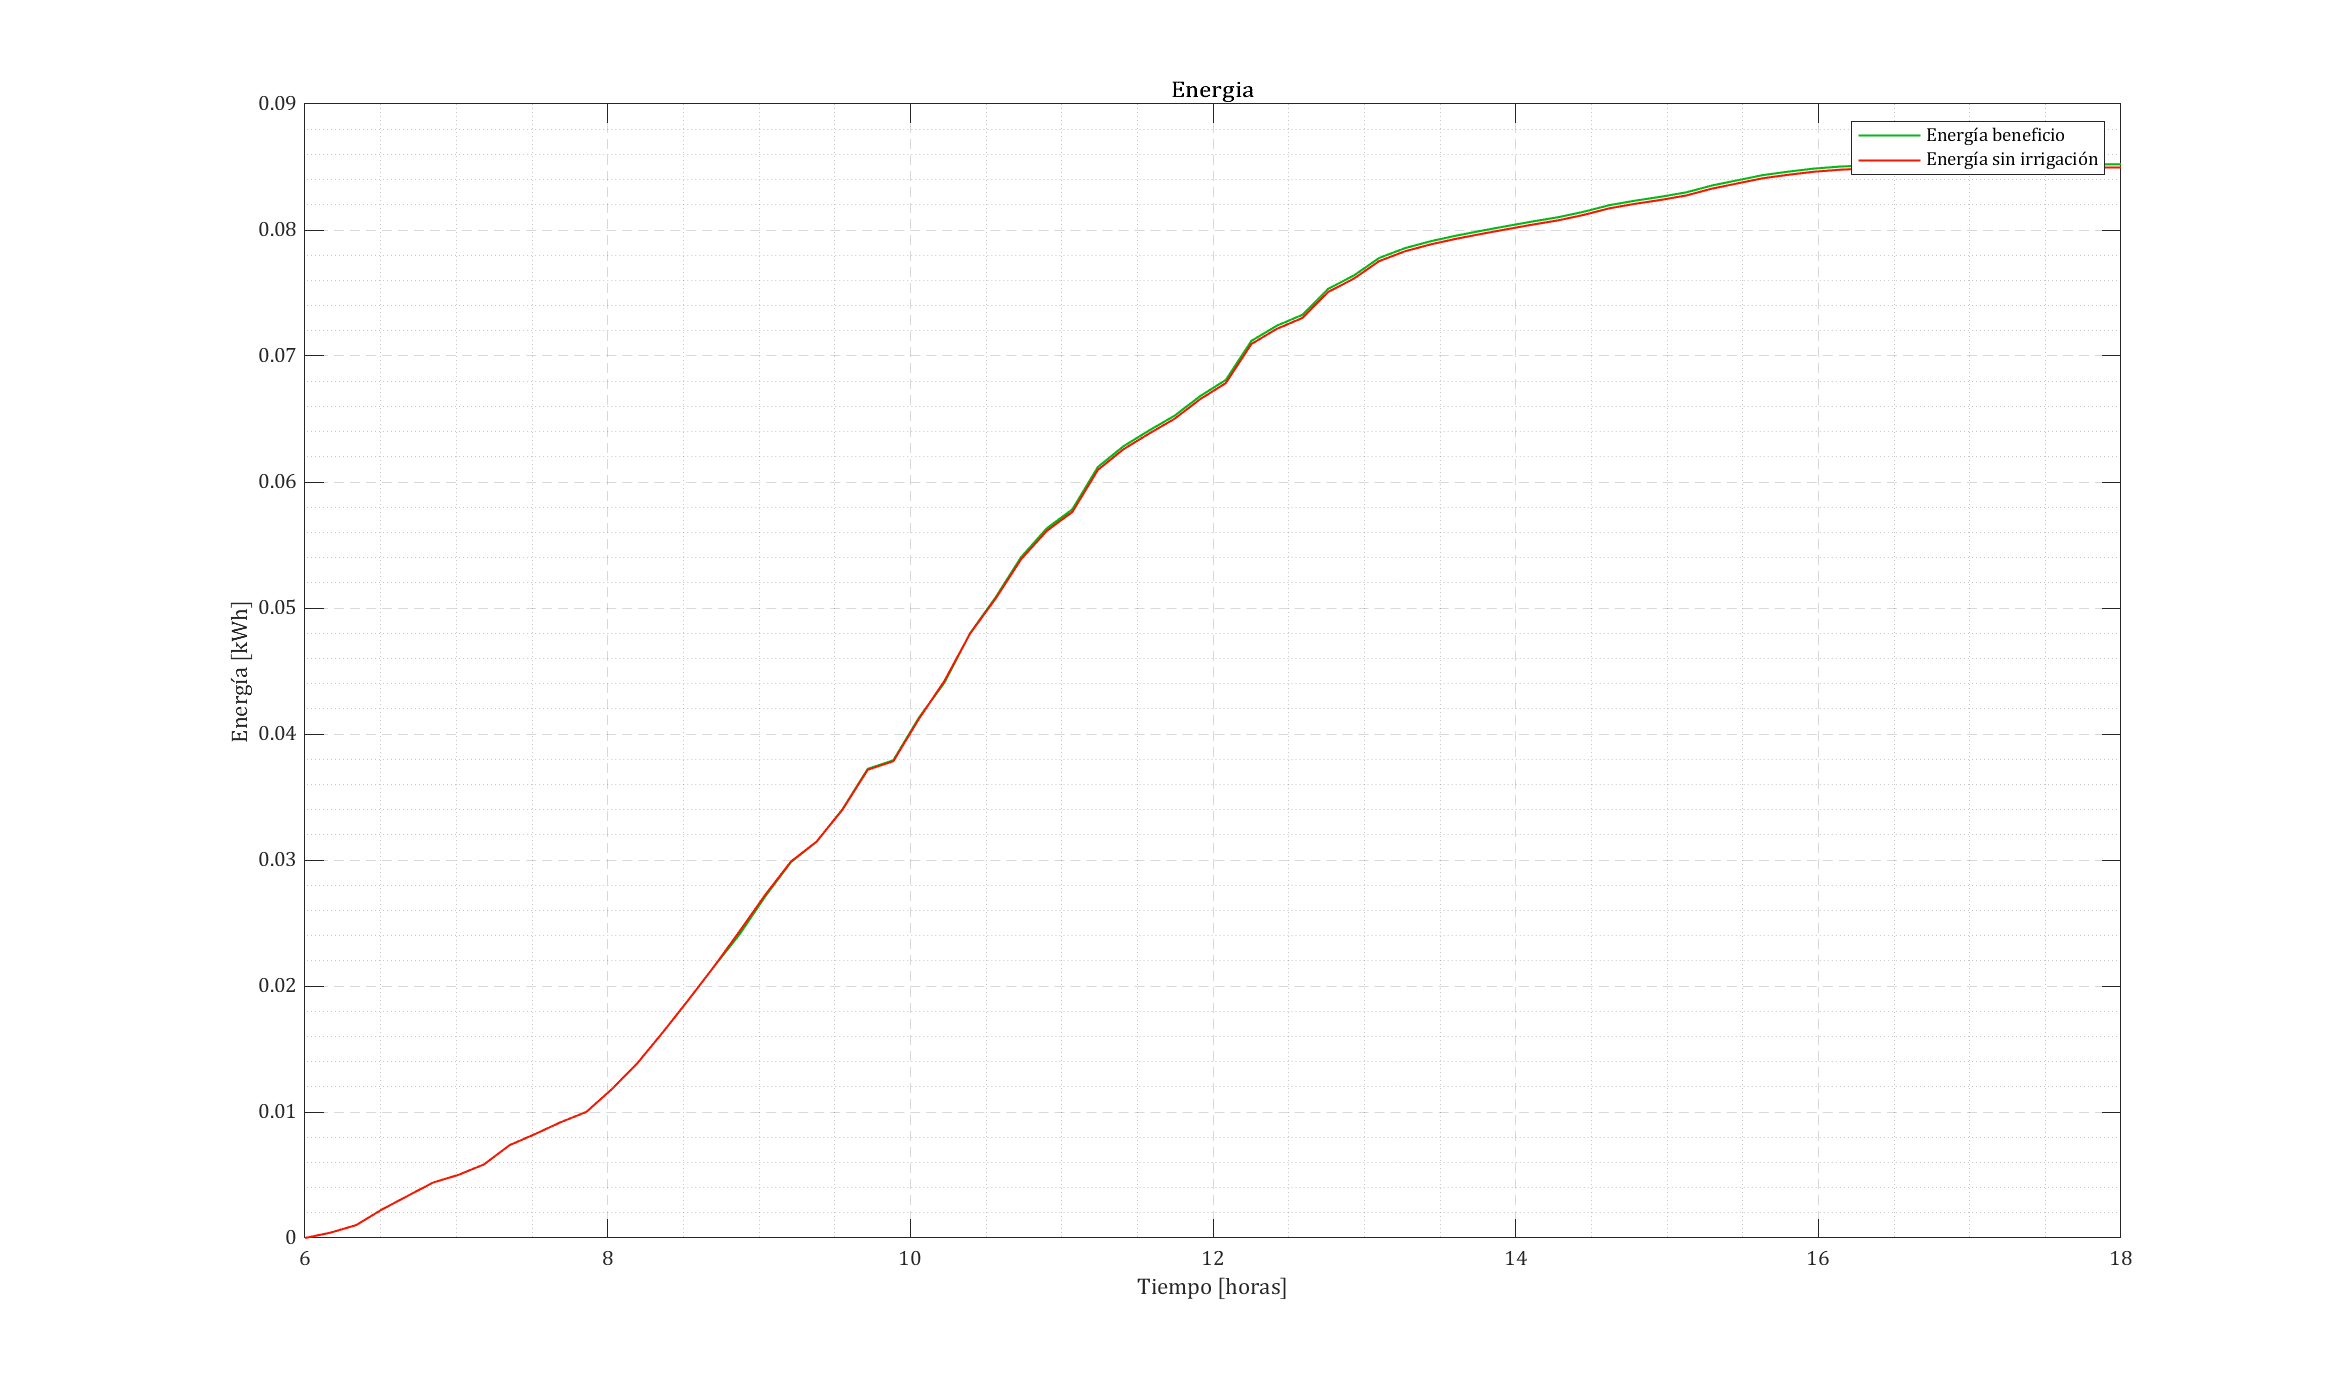 Energia
0.09
0.08
0.07
0.06
0.05
0.04
0.03
0.02
0.01
0
Energía [kWh]
Energía beneficio
Energía sin irrigación
6 8 10 12 14 16 18
Tiempo [horas]